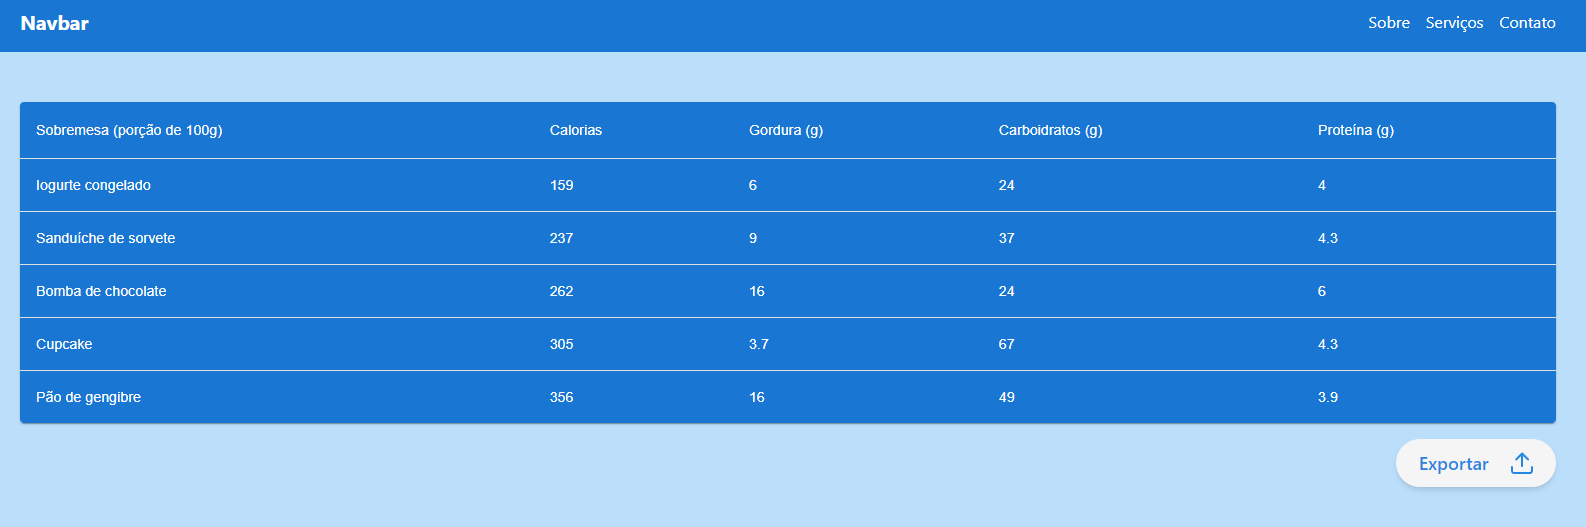 Navbar Sobre Serviços Contato
Sobremesa (porção de 100g) Calorias Gordura (g) Carboidratos (g) Proteína (g)
Iogurte congelado 159 6 24 4
Sanduíche de sorvete 237 9 37 4.3
Bomba de chocolate 262 16 24 6
Cupcake 305 3.7 67 4.3
Pão de gengibre 356 16 49 3.9
Exportar